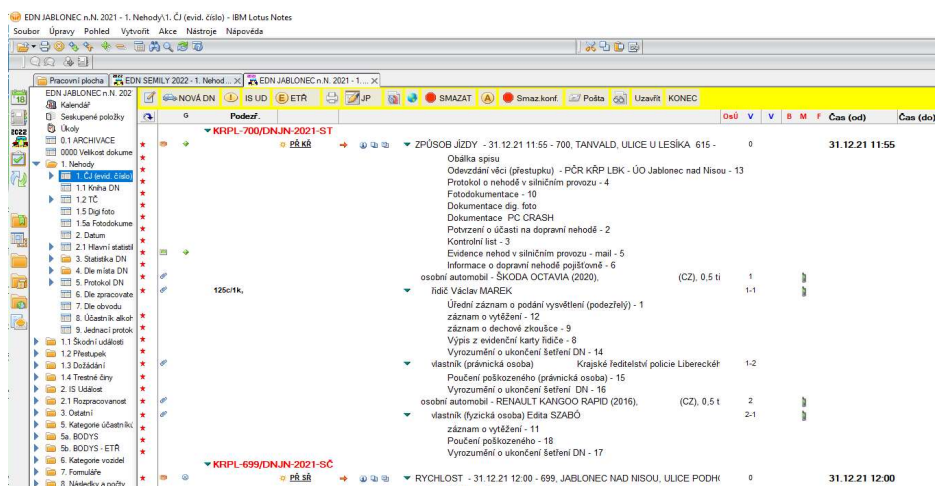 EDN JABLONEC n.N. 2021 - 1. Nehody\1. ČJ (evid. číslo) - IBM Lotus Notes
Soubor Úpravy Pohled Vytvořit Akce Nástroje Nápověda
Pracovní plocha EDN SEMILY 2022 - 1. Nehod... EDN JABLONEC n.N. 2021 - 1....
EDN JABLONEC n.N. 202
NOVÁ DN IS UD ETŘ JP SMAZAT Smaz.konf. Pošta Uzavřít KONEC
Kalendář
Seskupené položky
Úkoly
0.1 ARCHIVACE
0000 Velikost dokume
1. Nehody
1. ČJ (evid. číslo)
1.1 Kniha DN
1.2 TČ
1.5 Digi foto
1.5a Fotodokume
2. Datum
2.1 Hlavní statisti
3. Statistika DN
4. Dle místa DN
5. Protokol DN
6. Dle zpracovate
7. Dle obvodu
8. Účastník alkoh
9. Jednací protok
1.1 Škodní události
1.2 Přestupek
1.3 Dožádání
1.4 Trestné činy
2. IS Událost
2.1 Rozpracovanost
3. Ostatní
5. Kategorie účastníků
5a. BODYS
5b. BODYS - ETŘ
6. Kategorie vozidel
7. Formuláře
8. Následky a počty
G Podezř. OsÚ V V B M F Čas (od) Čas (do)
KRPL-700/DNJN-2021-ST
PŘ KŘ ZPŮSOB JÍZDY - 31.12.21 11:55 - 700, TANVALD, ULICE U LESÍKA 615 - 0 31.12.21 11:55
Obálka spisu
Odevzdání věci (přestupku) - PČR KŘP LBK - ÚO Jablonec nad Nisou - 13
Protokol o nehodě v silničním provozu - 4
Fotodokumentace - 10
Dokumentace dig. foto
Dokumentace PC CRASH
Potvrzení o účasti na dopravní nehodě - 2
Kontrolní list - 3
Evidence nehod v silničním provozu - mail - 5
Informace o dopravní nehodě pojišťovně - 6
osobní automobil - ŠKODA OCTAVIA (2020), (CZ), 0,5 ti 1
125c/1k, řidič Václav MAREK 1-1
Úřední záznam o podání vysvětlení (podezřelý) - 1
záznam o vytěžení - 12
záznam o dechové zkoušce - 9
Výpis z evidenční karty řidiče - 8
Vyrozumění o ukončení šetření DN - 14
vlastník (právnická osoba) Krajské ředitelství policie Libereckéh 1-2
Poučení poškozeného (právnická osoba) - 15
Vyrozumění o ukončení šetření DN - 16
osobní automobil - RENAULT KANGOO RAPID (2016), (CZ), 0,5 t 2
vlastník (fyzická osoba) Edita SZABÓ 2-1
záznam o vytěžení - 11
Poučení poškozeného - 18
Vyrozumění o ukončení šetření DN - 17
KRPL-699/DNJN-2021-SČ
PŘ SŘ RYCHLOST - 31.12.21 12:00 - 699, JABLONEC NAD NISOU, ULICE PODH 0 31.12.21 12:00